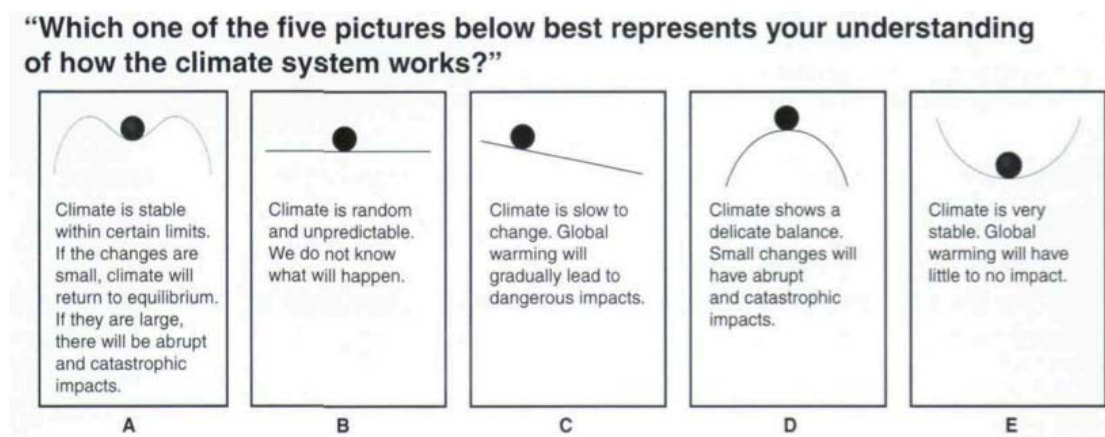 “Which one of the five pictures below best represents your understanding
of how the climate system works?”
Climate is stable
within certain limits.
If the changes are
small, climate will
return to equilibrium.
If they are large,
there will be abrupt
and catastrophic
impacts.
A
Climate is random
and unpredictable.
We do not know
what will happen.
B
Climate is slow to
change. Global
warming will
gradually lead to
dangerous impacts.
C
Climate shows a
delicate balance.
Small changes will
have abrupt
and catastrophic
impacts.
D
Climate is very
stable. Global
warming will have
little to no impact.
E